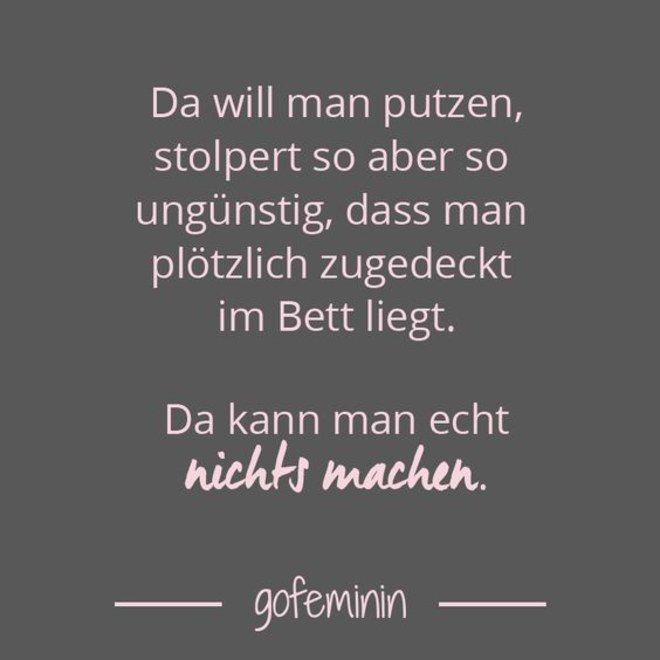 Da will man putzen,
stolpert so aber so
ungünstig, dass man
plötzlich zugedeckt
im Bett liegt.
Da kann man echt
nichts machen.
gofeminin